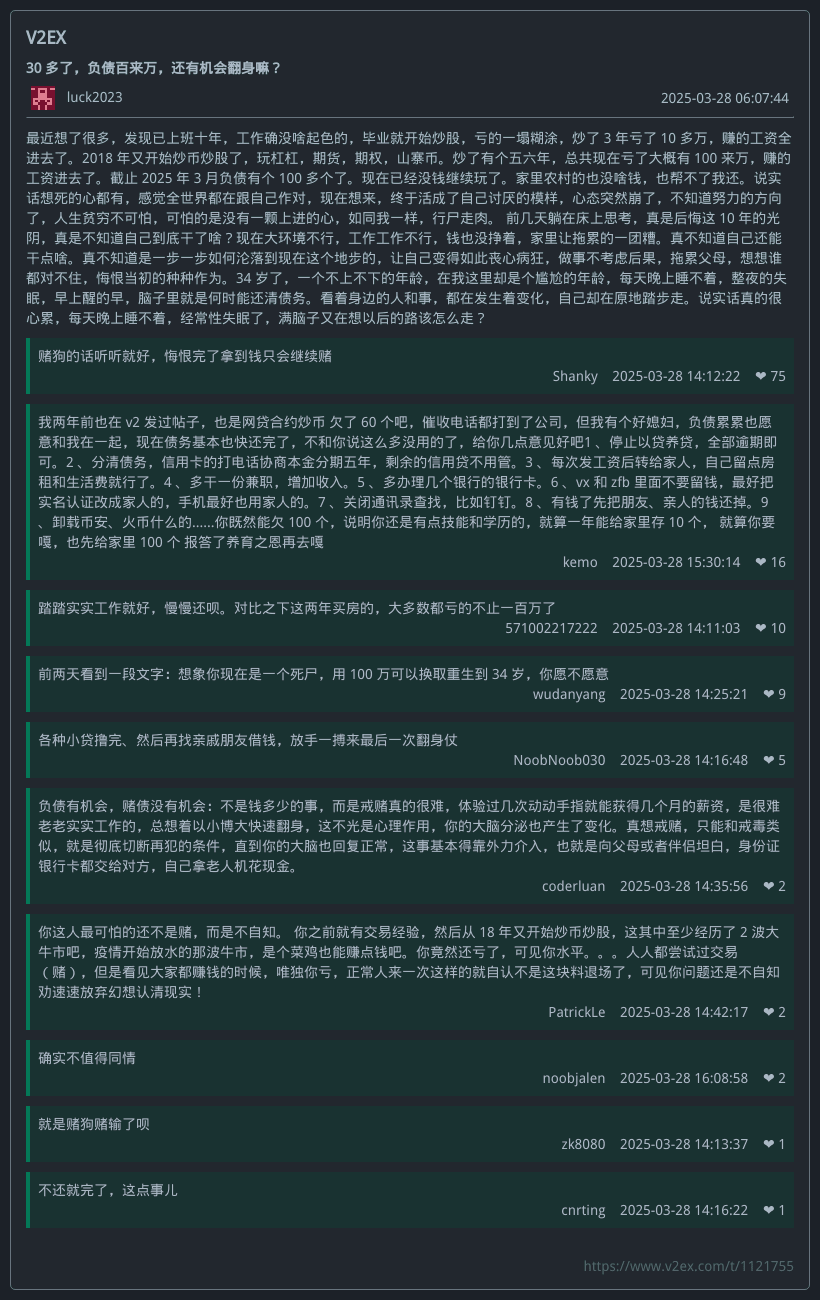 V2EX
30 多了，负债百来万，还有机会翻身嘛？
luck2023
2025-03-28 06:07:44
最近想了很多，发现已上班十年，工作确没啥起色的，毕业就开始炒股，亏的一塌糊涂，炒了 3 年亏了 10 多万，赚的工资全
进去了。2018 年又开始炒币炒股了，玩杠杠，期货，期权，山寨币。炒了有个五六年，总共现在亏了大概有 100 来万，赚的
工资进去了。截止 2025 年 3 月负债有个 100 多个了。现在已经没钱继续玩了。家里农村的也没啥钱，也帮不了我还。说实
话想死的心都有，感觉全世界都在跟自己作对，现在想来，终于活成了自己讨厌的模样，心态突然崩了，不知道努力的方向
了，人生贫穷不可怕，可怕的是没有一颗上进的心，如同我一样，行尸走肉。 前几天躺在床上思考，真是后悔这 10 年的光
阴，真是不知道自己到底干了啥？现在大环境不行，工作工作不行，钱也没挣着，家里让拖累的一团糟。真不知道自己还能
干点啥。真不知道是一步一步如何沦落到现在这个地步的，让自己变得如此丧心病狂，做事不考虑后果，拖累父母，想想谁
都对不住，悔恨当初的种种作为。34 岁了，一个不上不下的年龄，在我这里却是个尴尬的年龄，每天晚上睡不着，整夜的失
眠，早上醒的早，脑子里就是何时能还清债务。看着身边的人和事，都在发生着变化，自己却在原地踏步走。说实话真的很
心累，每天晚上睡不着，经常性失眠了，满脑子又在想以后的路该怎么走？
赌狗的话听听就好，悔恨完了拿到钱只会继续赌
Shanky 2025-03-28 14:12:22 ❤ 75
我两年前也在 v2 发过帖子，也是网贷合约炒币 欠了 60 个吧，催收电话都打到了公司，但我有个好媳妇，负债累累也愿
意和我在一起，现在债务基本也快还完了，不和你说这么多没用的了，给你几点意见好吧1 、停止以贷养贷，全部逾期即
可。2 、分清债务，信用卡的打电话协商本金分期五年，剩余的信用贷不用管。3 、每次发工资后转给家人，自己留点房
租和生活费就行了。4 、多干一份兼职，增加收入。5 、多办理几个银行的银行卡。6 、vx 和 zfb 里面不要留钱，最好把
实名认证改成家人的，手机最好也用家人的。7 、关闭通讯录查找，比如钉钉。8 、有钱了先把朋友、亲人的钱还掉。9
、卸载币安、火币什么的......你既然能欠 100 个，说明你还是有点技能和学历的，就算一年能给家里存 10 个， 就算你要
嘎，也先给家里 100 个 报答了养育之恩再去嘎
kemo 2025-03-28 15:30:14 ❤ 16
踏踏实实工作就好，慢慢还呗。对比之下这两年买房的，大多数都亏的不止一百万了
571002217222 2025-03-28 14:11:03 ❤ 10
前两天看到一段文字：想象你现在是一个死尸，用 100 万可以换取重生到 34 岁，你愿不愿意
wudanyang 2025-03-28 14:25:21 ❤ 9
各种小贷撸完、然后再找亲戚朋友借钱，放手一搏来最后一次翻身仗
NoobNoob030 2025-03-28 14:16:48 ❤ 5
负债有机会，赌债没有机会：不是钱多少的事，而是戒赌真的很难，体验过几次动动手指就能获得几个月的薪资，是很难
老老实实工作的，总想着以小博大快速翻身，这不光是心理作用，你的大脑分泌也产生了变化。真想戒赌，只能和戒毒类
似，就是彻底切断再犯的条件，直到你的大脑也回复正常，这事基本得靠外力介入，也就是向父母或者伴侣坦白，身份证
银行卡都交给对方，自己拿老人机花现金。
coderluan 2025-03-28 14:35:56 ❤ 2
你这人最可怕的还不是赌，而是不自知。 你之前就有交易经验，然后从 18 年又开始炒币炒股，这其中至少经历了 2 波大
牛市吧，疫情开始放水的那波牛市，是个菜鸡也能赚点钱吧。你竟然还亏了，可见你水平。。。人人都尝试过交易
（赌），但是看见大家都赚钱的时候，唯独你亏，正常人来一次这样的就自认不是这块料退场了，可见你问题还是不自知
劝速速放弃幻想认清现实！
PatrickLe 2025-03-28 14:42:17 ❤ 2
确实不值得同情
noobjalen 2025-03-28 16:08:58 ❤ 2
就是赌狗赌输了呗
zk8080 2025-03-28 14:13:37 ❤ 1
不还就完了，这点事儿
cnrting 2025-03-28 14:16:22 ❤ 1
https://www.v2ex.com/t/1121755